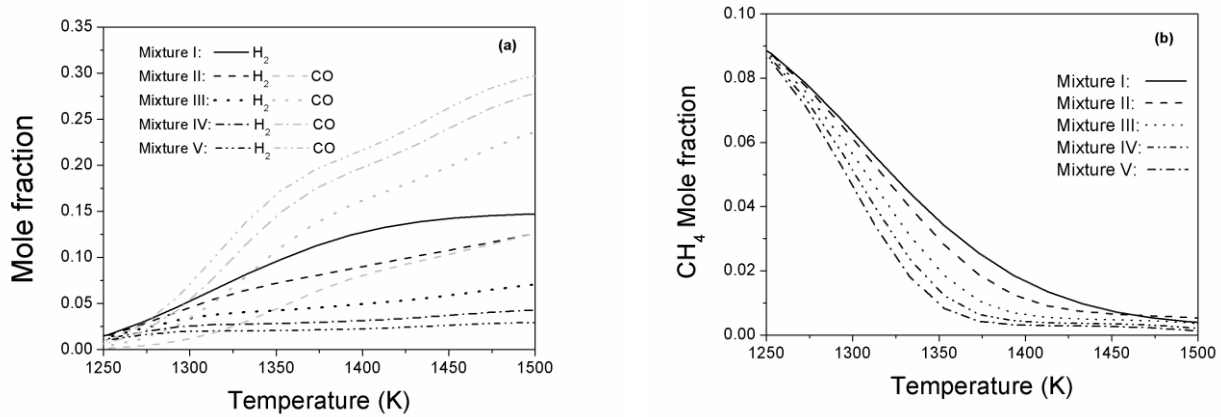 (a)
Mixture I: H2
Mixture II: H2 CO
Mixture III: H2 CO
Mixture IV: H2 CO
Mixture V: H2 CO
Mole fraction
0.35
0.30
0.25
0.20
0.15
0.10
0.05
0.00
1250 1300 1350 1400 1450 1500
Temperature (K)
(b)
Mixture I:
Mixture II:
Mixture III:
Mixture IV:
Mixture V:
CH4 Mole fraction
0.10
0.08
0.06
0.04
0.02
0.00
1250 1300 1350 1400 1450 1500
Temperature (K)